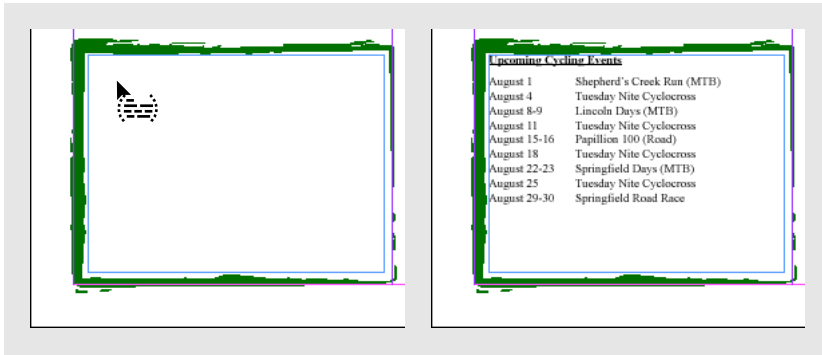 Upcoming Cycling Events
August 1 Shepherd's Creek Run (MTB)
August 4 Tuesday Nite Cyclocross
August 8-9 Lincoln Days (MTB)
August 11 Tuesday Nite Cyclocross
August 15-16 Papillion 100 (Road)
August 18 Tuesday Nite Cyclocross
August 22-23 Springfield Days (MTB)
August 25 Tuesday Nite Cyclocross
August 29-30 Springfield Road Race